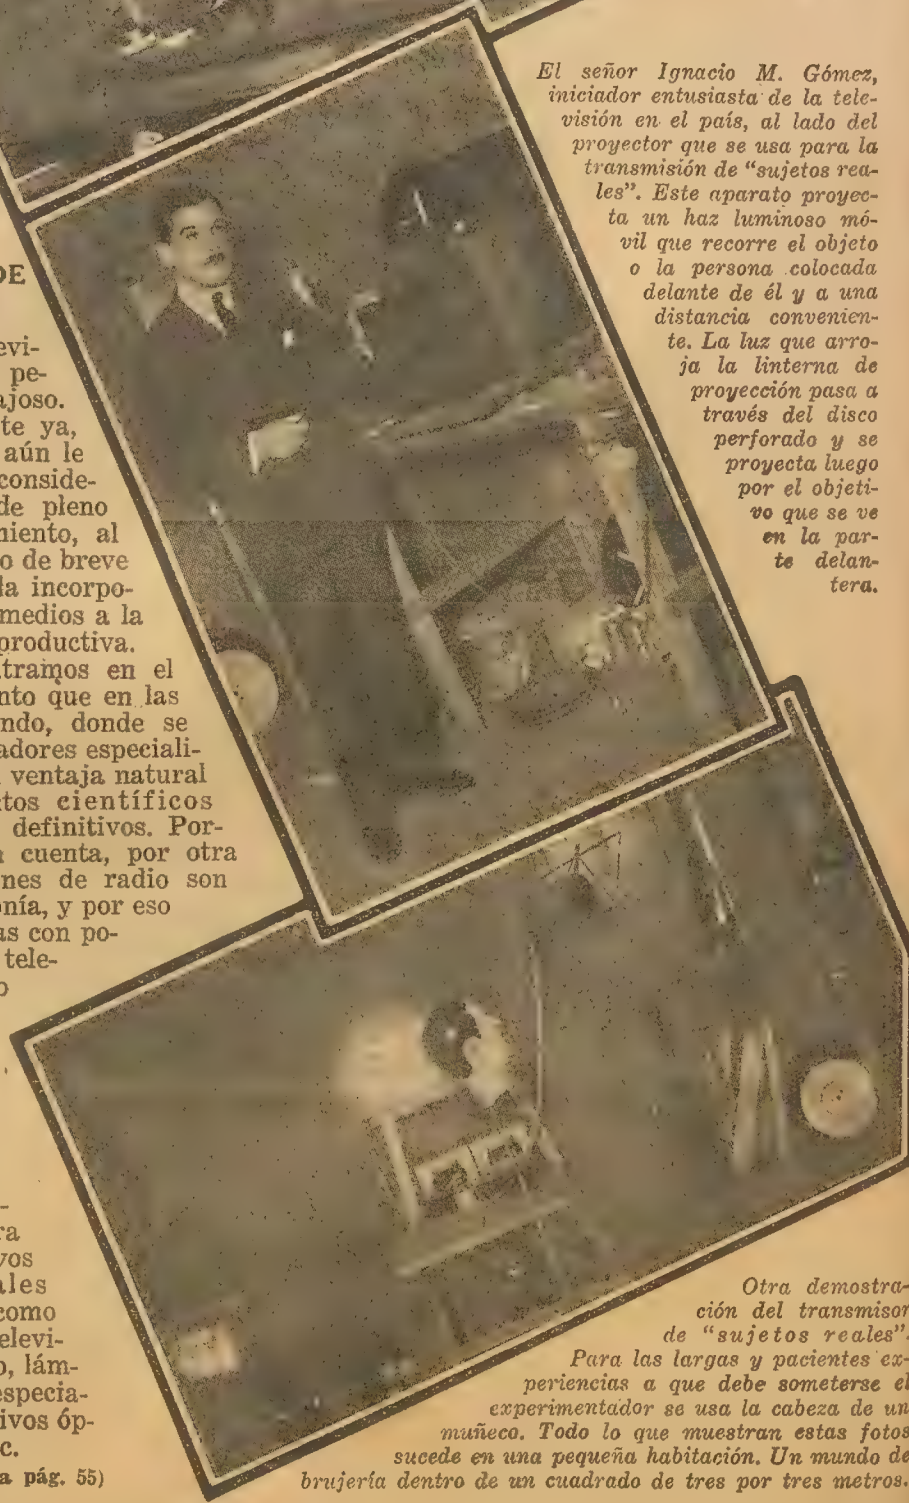 DE
evi-
pe-
ajoso.
te ya,
aún le
conside-
de pleno
niento, al
o de breve
la incorpo-
medios a la
productiva.
tramos en el
nto que en las
ndo, donde se
adores especiali-
ventaja natural
tos científicos
definitivos. Por-
cuenta, por otra
nes de radio son
onía, y por eso
as con po-
tele-
o
-
ra
vos
ales
como
elevi-
o, lám-
especia-
ivos óp-
c.
a pág. 55)
El señor Ignacio M. Gómez,
iniciador entusiasta de la tele-
visión en el país, al lado del
proyector que se usa para la
transmisión de "sujetos rea-
les". Este aparato proyec-
ta un haz luminoso mó-
vil que recorre el objeto
o la persona colocada
delante de él y a una
distancia convenien-
te. La luz que arro-
ja la linterna de
proyección pasa a
través del disco
perforado y se
proyecta luego
por el objeti-
vo que se ve
en la par-
te delan-
tera.
Otra demostra-
ción del transmisor
de "sujetos reales".
Para las largas y pacientes ex-
periencias a que debe someterse el
experimentador se usa la cabeza de un
muñeco. Todo lo que muestran estas fotos
sucede en una pequeña habitación. Un mundo de
brujería dentro de un cuadrado de tres por tres metros.